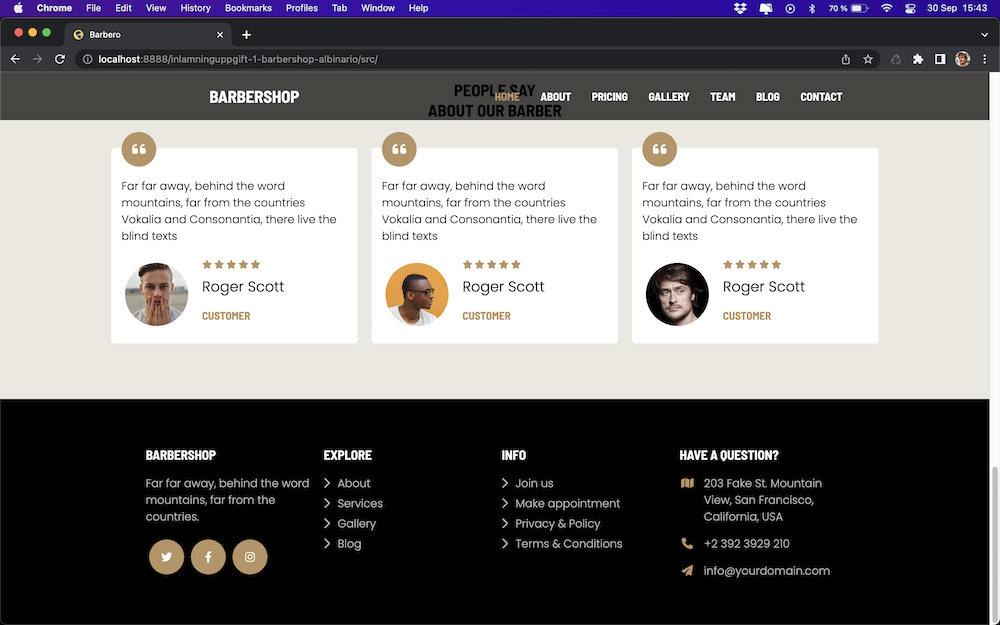 Chrome File Edit View History Bookmarks Profiles Tab Window Help 70 % 30 Sep 15:43
Barbero
localhost:8888/inlamninguppgift-1-barbershop-albinario/src/
PEOPLE SAY
ABOUT OUR BARBER
BARBERSHOP HOME ABOUT PRICING GALLERY TEAM BLOG CONTACT
Far far away, behind the word
mountains, far from the countries
Vokalia and Consonantia, there live the
blind texts
Roger Scott
CUSTOMER
Far far away, behind the word
mountains, far from the countries
Vokalia and Consonantia, there live the
blind texts
Roger Scott
CUSTOMER
Far far away, behind the word
mountains, far from the countries
Vokalia and Consonantia, there live the
blind texts
Roger Scott
CUSTOMER
BARBERSHOP
Far far away, behind the word
mountains, far from the
countries.
EXPLORE
About
Services
Gallery
Blog
INFO
Join us
Make appointment
Privacy & Policy
Terms & Conditions
HAVE A QUESTION?
203 Fake St. Mountain
View, San Francisco,
California, USA
+2 392 3929 210
info@yourdomain.com